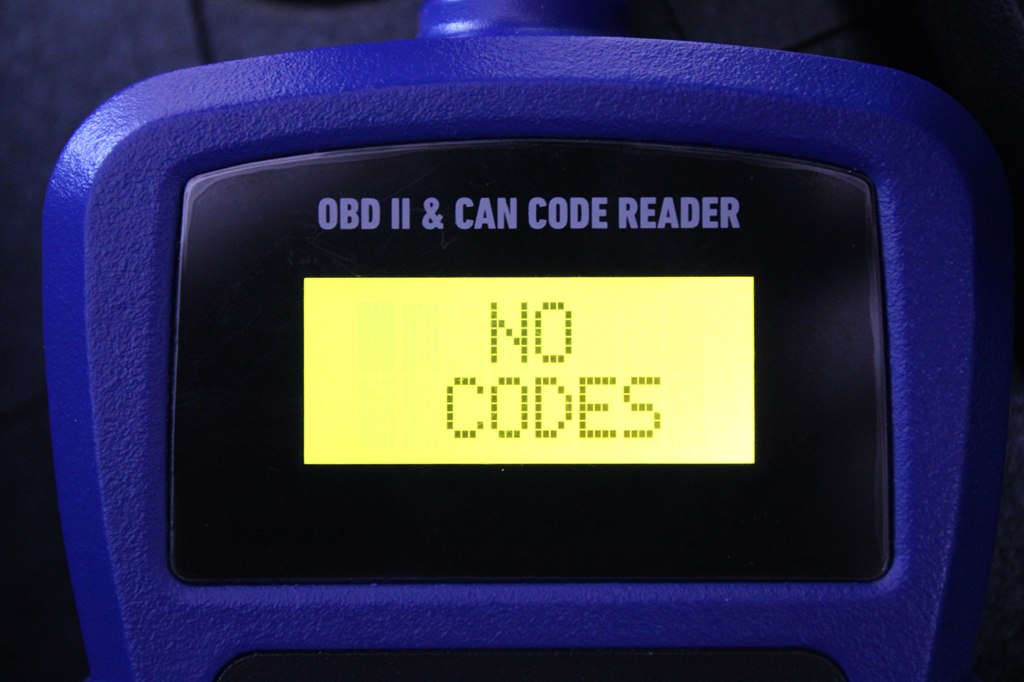 OBD II & CAN CODE READER
NO
CODES